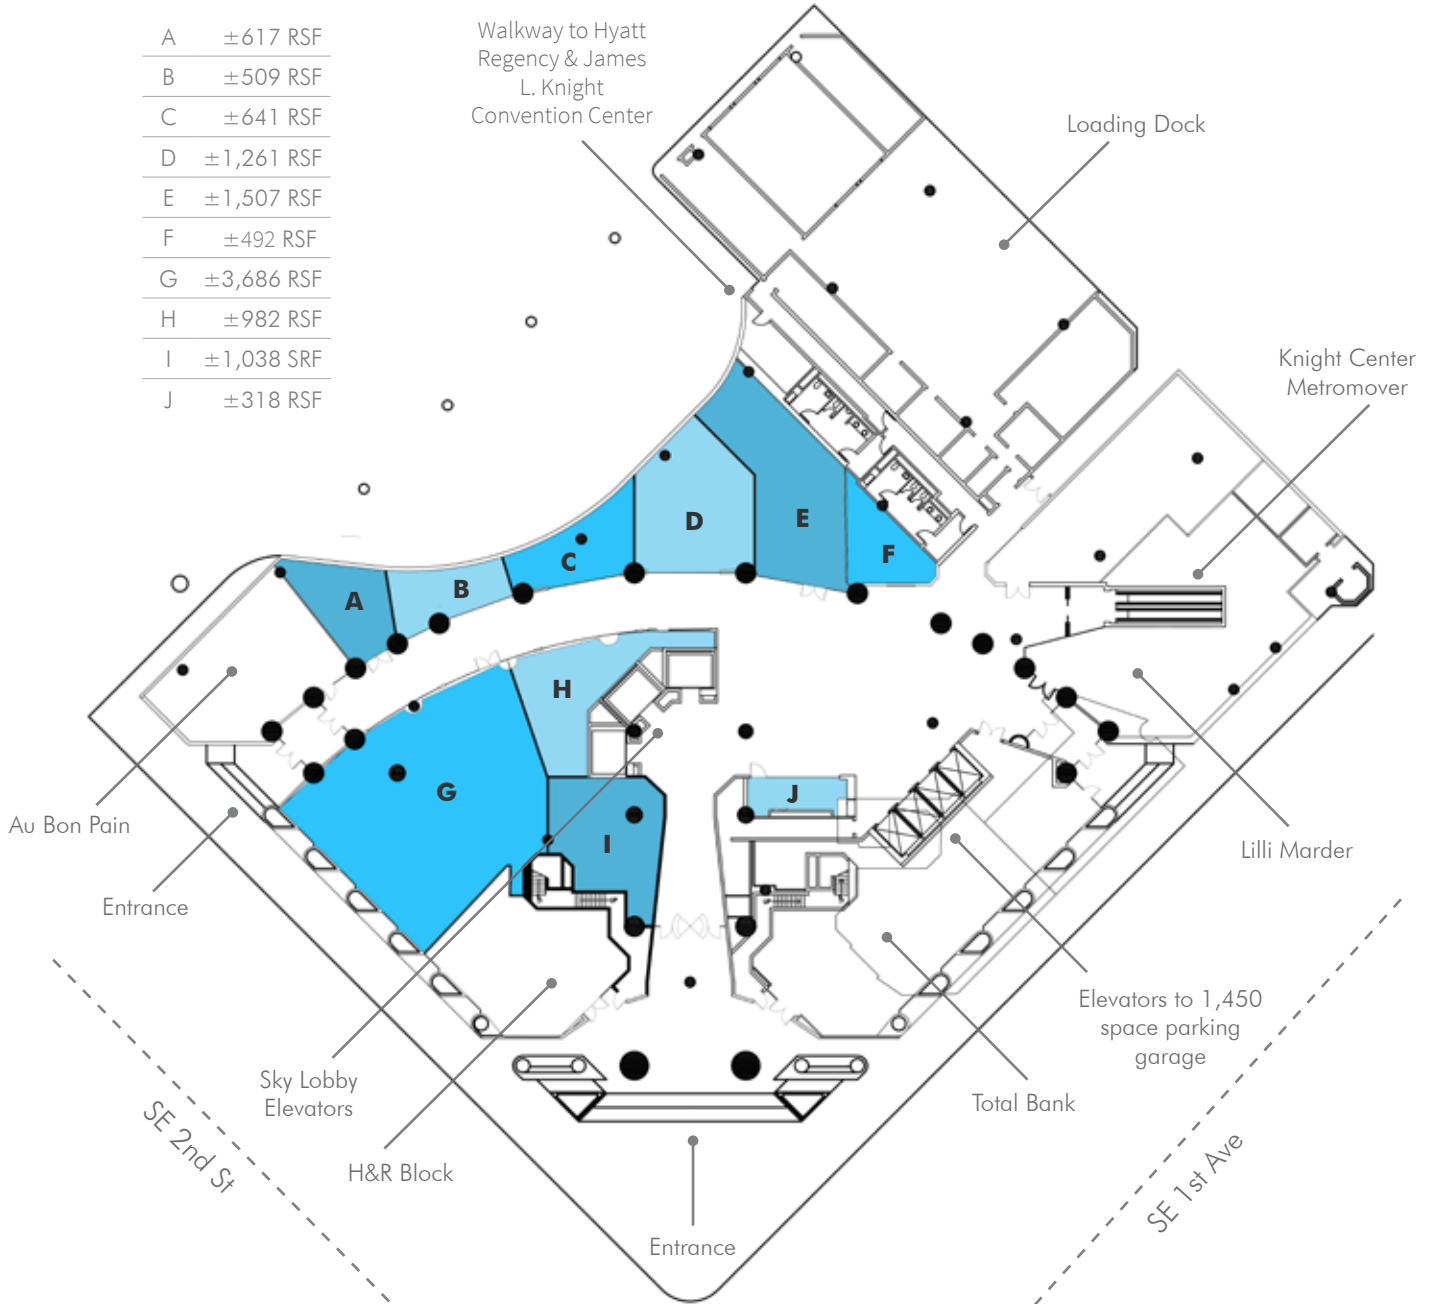 A ±617 RSF
B ±509 RSF
C ±641 RSF
D ±1,261 RSF
E ±1,507 RSF
F ±492 RSF
G ±3,686 RSF
H ±982 RSF
I ±1,038 SRF
J ±318 RSF
Walkway to Hyatt
Regency & James
L. Knight
Convention Center
Loading Dock
Knight Center
Metromover
A
B
C
D
E
F
G
H
I
J
Au Bon Pain
Entrance
Lilli Marder
Elevators to 1,450
space parking
garage
Sky Lobby
Elevators
Total Bank
H&R Block
SE 2nd St
SE 1st Ave
Entrance